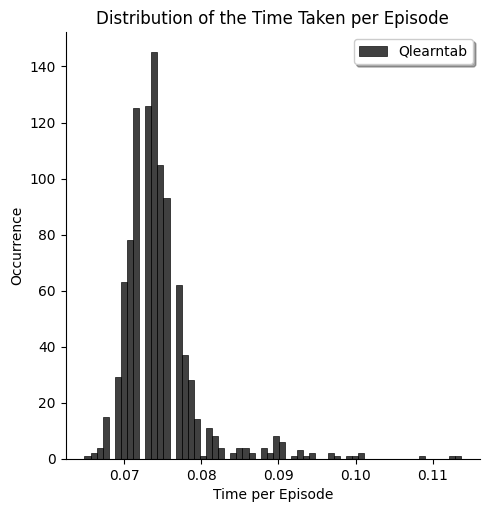 Distribution of the Time Taken per Episode
Qlearntab
140
120
100
80
60
40
20
0
Occurrence
0.07 0.08 0.09 0.10 0.11
Time per Episode